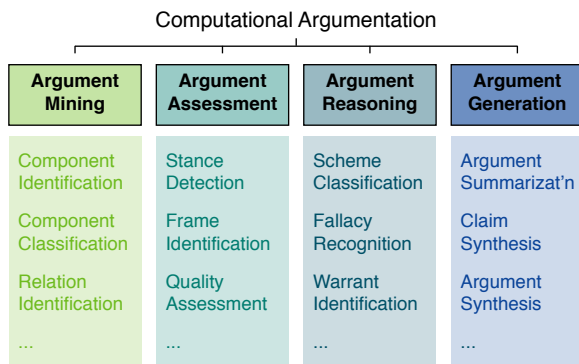 Computational Argumentation
Argument
Mining
Argument
Assessment
Argument
Reasoning
Argument
Generation
Component
Identification
Component
Classification
Relation
Identification
...
Stance
Detection
Frame
Identification
Quality
Assessment
...
Scheme
Classification
Fallacy
Recognition
Warrant
Identification
...
Argument
Summarizat'n
Claim
Synthesis
Argument
Synthesis
...